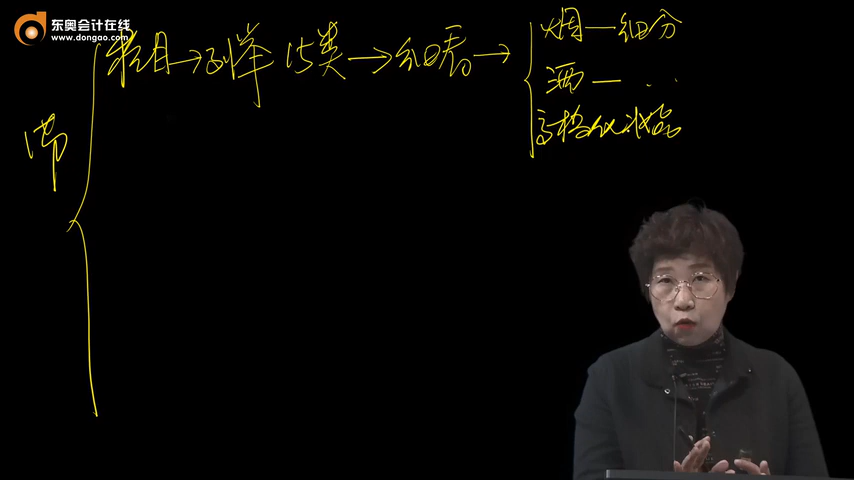 东奥会计在线
www.dongao.com
税目→列举 15类→细看→
烟—细分
酒—…
高档化妆品
消